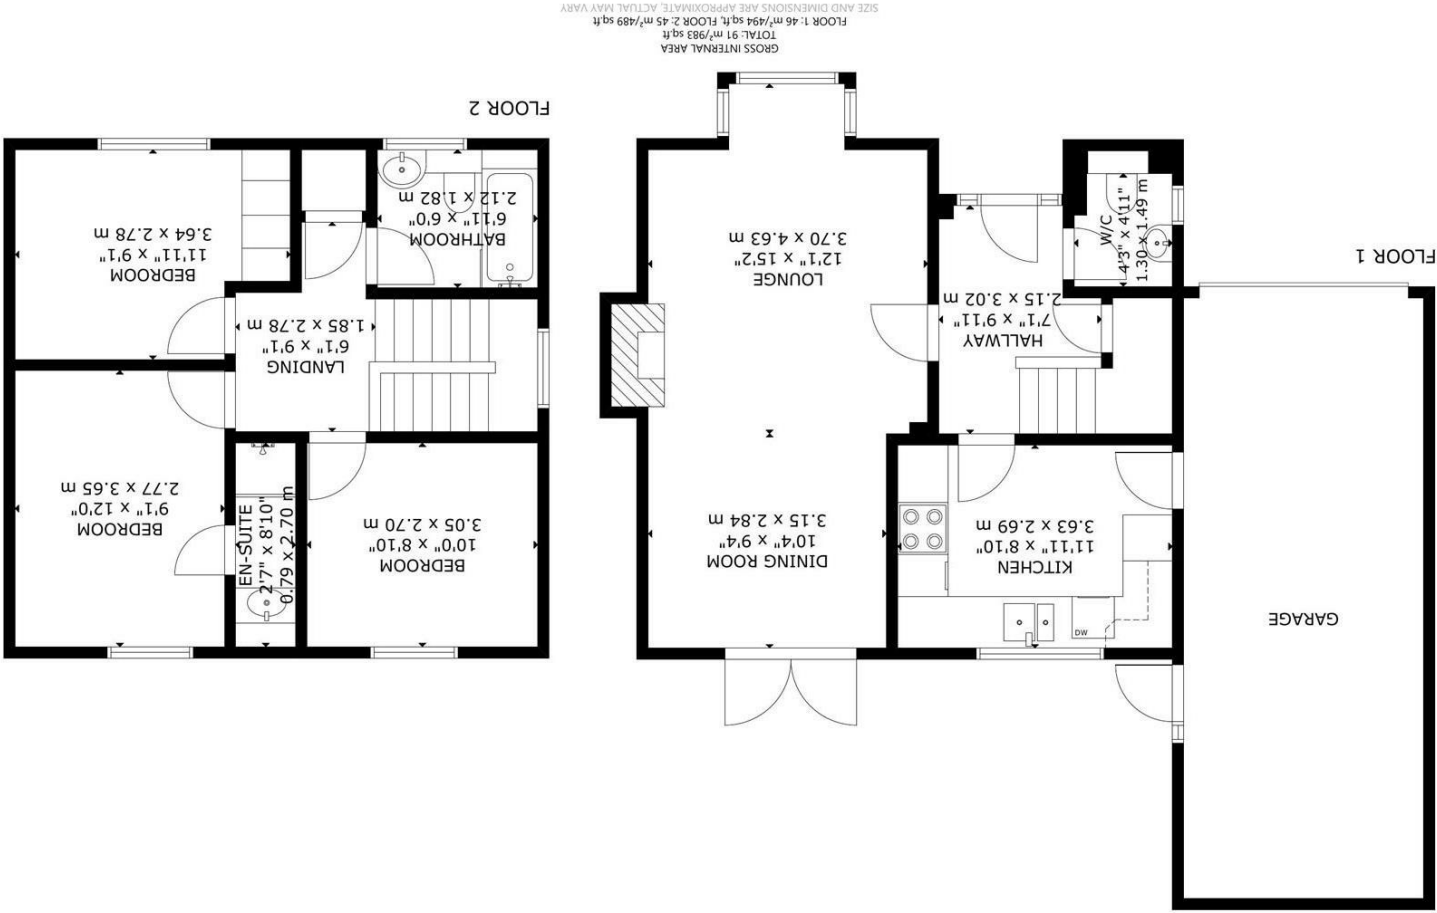 FLOOR 1
GARAGE
KITCHEN
11'11" x 8'10"
3.63 x 2.69 m
DW
DINING ROOM
10'4" x 9'4"
3.15 x 2.84 m
HALLWAY
7'1" x 9'11"
2.15 x 3.02 m
W/C
4'3" x 4'11"
1.30 x 1.49 m
LOUNGE
12'1" x 15'2"
3.70 x 4.63 m
FLOOR 2
BEDROOM
10'0" x 8'10"
3.05 x 2.70 m
EN-SUITE
2'7" x 8'10"
0.79 x 2.70 m
BEDROOM
9'1" x 12'0"
2.77 x 3.65 m
LANDING
6'1" x 9'1"
1.85 x 2.78 m
BATHROOM
6'11" x 6'0"
2.12 x 1.82 m
BEDROOM
11'11" x 9'1"
3.64 x 2.78 m
GROSS INTERNAL AREA
TOTAL: 91 m²/983 sq.ft
FLOOR 1: 46 m²/494 sq.ft, FLOOR 2: 45 m²/489 sq.ft
SIZE AND DIMENSIONS ARE APPROXIMATE, ACTUAL MAY VARY